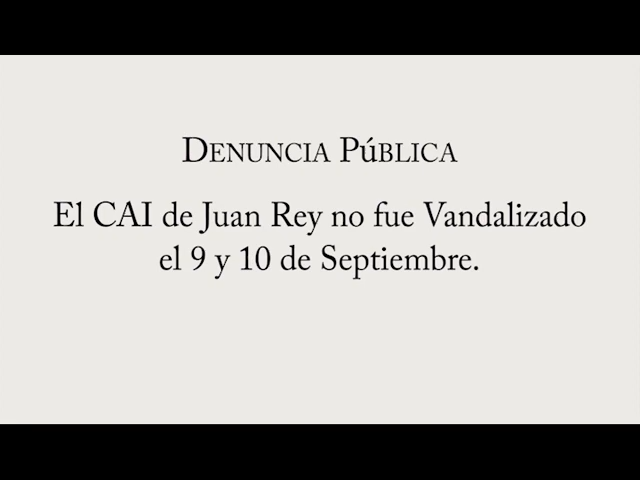 DENUNCIA PúBLICA
El CAI de Juan Rey no fue Vandalizado
el 9 y 10 de Septiembre.